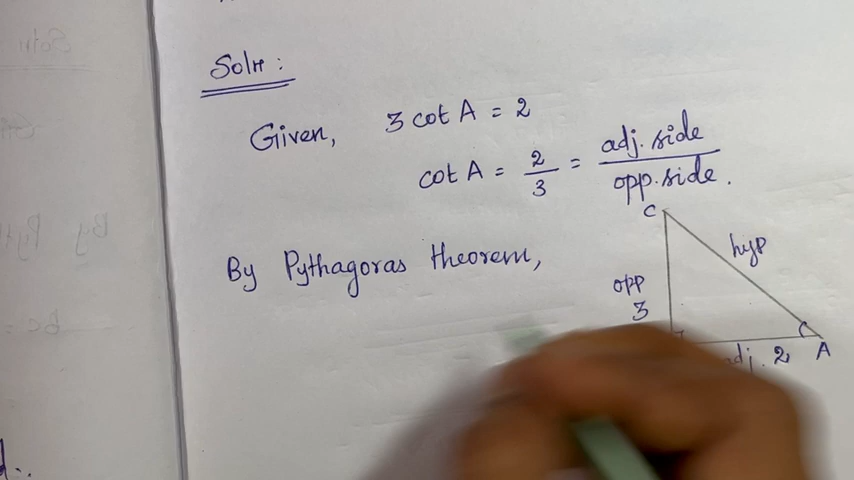 Soln :
Given, 3 cot A = 2
cot A = 2/3 = adj. side/opp. side.
C
hyp
By Pythagoras theorem,
opp
3
adj. 2 A